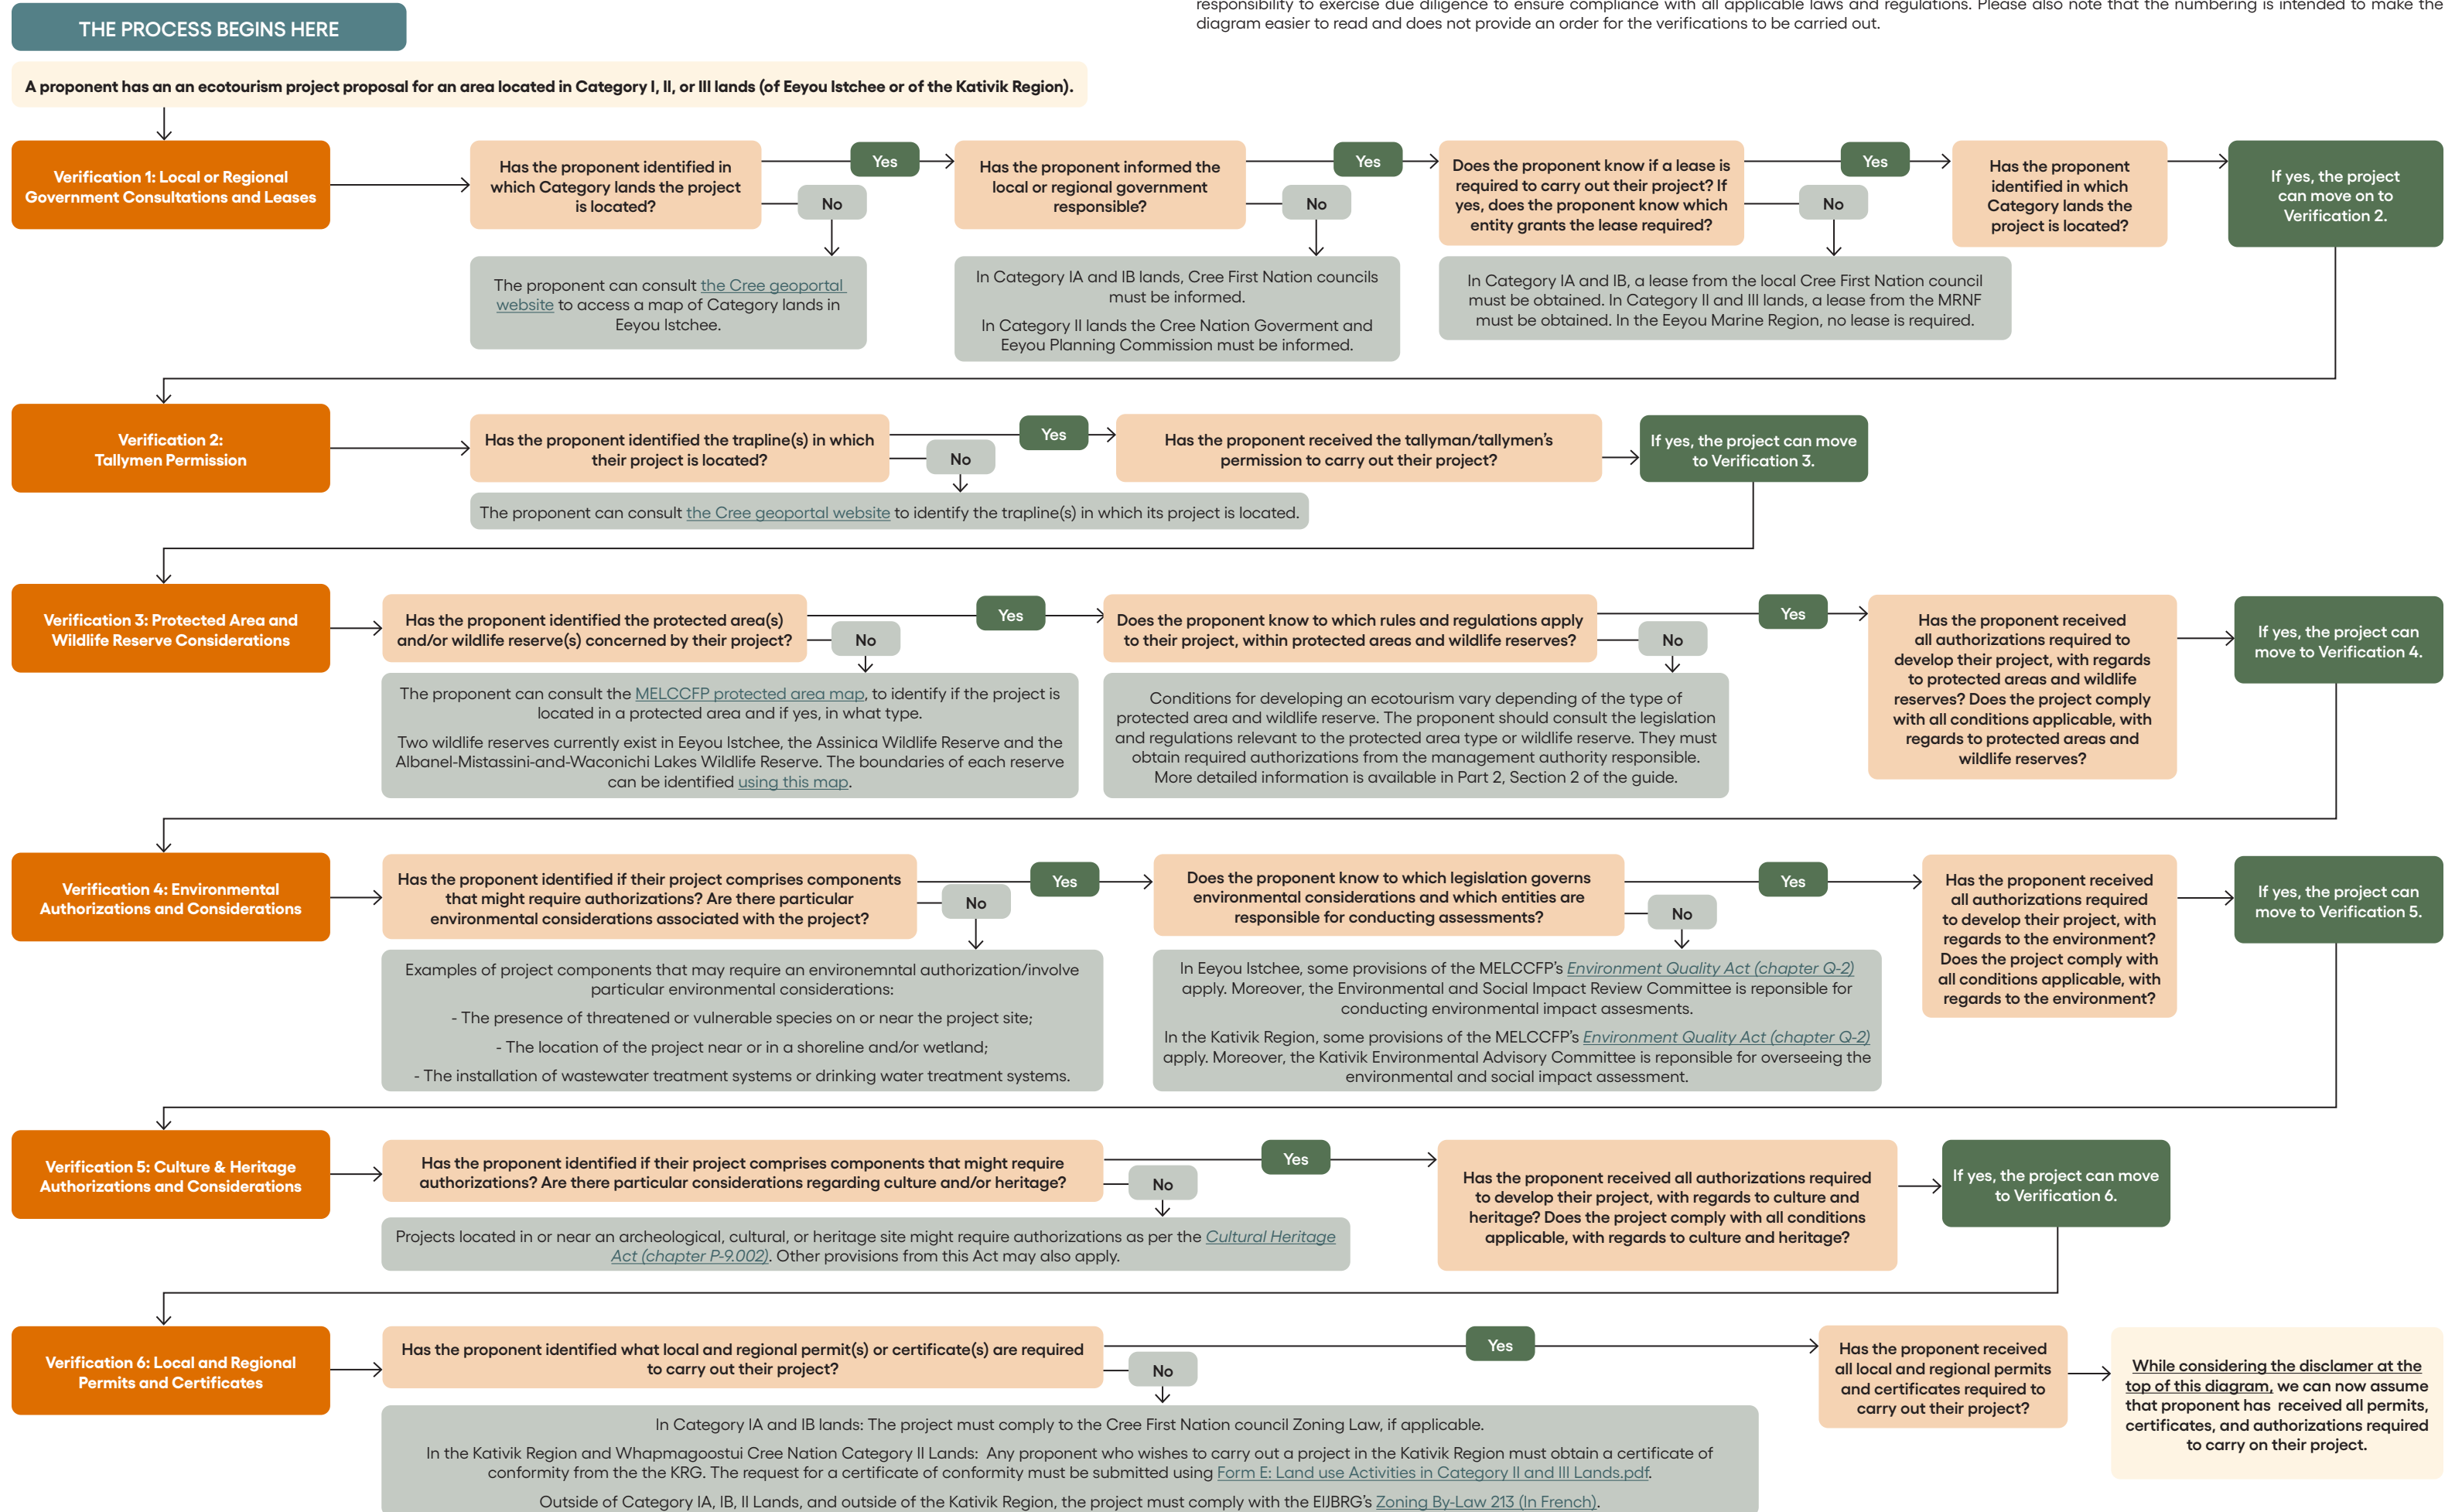 responsibility to exercise due diligence to ensure compliance with all applicable laws and regulations. Please also note that the numbering is intended to make the
diagram easier to read and does not provide an order for the verifications to be carried out.
THE PROCESS BEGINS HERE
A proponent has an an ecotourism project proposal for an area located in Category I, II, or III lands (of Eeyou Istchee or of the Kativik Region).
Verification 1: Local or Regional
Government Consultations and Leases
Has the proponent identified in
which Category lands the project
is located?
Yes
No
The proponent can consult the Cree geoportal
website to access a map of Category lands in
Eeyou Istchee.
Has the proponent informed the
local or regional government
responsible?
Yes
No
In Category IA and IB lands, Cree First Nation councils
must be informed.
In Category II lands the Cree Nation Goverment and
Eeyou Planning Commission must be informed.
Does the proponent know if a lease is
required to carry out their project? If
yes, does the proponent know which
entity grants the lease required?
Yes
No
In Category IA and IB, a lease from the local Cree First Nation council
must be obtained. In Category II and III lands, a lease from the MRNF
must be obtained. In the Eeyou Marine Region, no lease is required.
Has the proponent
identified in which
Category lands the
project is located?
If yes, the project
can move on to
Verification 2.
Verification 2:
Tallymen Permission
Has the proponent identified the trapline(s) in which
their project is located?
Yes
No
The proponent can consult the Cree geoportal website to identify the trapline(s) in which its project is located.
Has the proponent received the tallyman/tallymen's
permission to carry out their project?
If yes, the project can move
to Verification 3.
Verification 3: Protected Area and
Wildlife Reserve Considerations
Has the proponent identified the protected area(s)
and/or wildlife reserve(s) concerned by their project?
Yes
No
The proponent can consult the MELCCFP protected area map, to identify if the project is
located in a protected area and if yes, in what type.
Two wildlife reserves currently exist in Eeyou Istchee, the Assinica Wildlife Reserve and the
Albanel-Mistassini-and-Waconichi Lakes Wildlife Reserve. The boundaries of each reserve
can be identified using this map.
Does the proponent know to which rules and regulations apply
to their project, within protected areas and wildlife reserves?
Yes
No
Conditions for developing an ecotourism vary depending of the type of
protected area and wildlife reserve. The proponent should consult the legislation
and regulations relevant to the protected area type or wildlife reserve. They must
obtain required authorizations from the management authority responsible.
More detailed information is available in Part 2, Section 2 of the guide.
Has the proponent received
all authorizations required to
develop their project, with regards
to protected areas and wildlife
reserves? Does the project comply
with all conditions applicable, with
regards to protected areas and
wildlife reserves?
If yes, the project can
move to Verification 4.
Verification 4: Environmental
Authorizations and Considerations
Has the proponent identified if their project comprises components
that might require authorizations? Are there particular
environmental considerations associated with the project?
Yes
No
Examples of project components that may require an environemntal authorization/involve
particular environmental considerations:
- The presence of threatened or vulnerable species on or near the project site;
- The location of the project near or in a shoreline and/or wetland;
- The installation of wastewater treatment systems or drinking water treatment systems.
Does the proponent know to which legislation governs
environmental considerations and which entities are
responsible for conducting assessments?
Yes
No
In Eeyou Istchee, some provisions of the MELCCFP's Environment Quality Act (chapter Q-2)
apply. Moreover, the Environmental and Social Impact Review Committee is reponsible for
conducting environmental impact assesments.
In the Kativik Region, some provisions of the MELCCFP's Environment Quality Act (chapter Q-2)
apply. Moreover, the Kativik Environmental Advisory Committee is reponsible for overseeing the
environmental and social impact assessment.
Has the proponent received
all authorizations required
to develop their project, with
regards to the environment?
Does the project comply with
all conditions applicable, with
regards to the environment?
If yes, the project can
move to Verification 5.
Verification 5: Culture & Heritage
Authorizations and Considerations
Has the proponent identified if their project comprises components that might require
authorizations? Are there particular considerations regarding culture and/or heritage?
Yes
No
Projects located in or near an archeological, cultural, or heritage site might require authorizations as per the Cultural Heritage
Act (chapter P-9.002). Other provisions from this Act may also apply.
Has the proponent received all authorizations required
to develop their project, with regards to culture and
heritage? Does the project comply with all conditions
applicable, with regards to culture and heritage?
If yes, the project can move
to Verification 6.
Verification 6: Local and Regional
Permits and Certificates
Has the proponent identified what local and regional permit(s) or certificate(s) are required
to carry out their project?
Yes
No
In Category IA and IB lands: The project must comply to the Cree First Nation council Zoning Law, if applicable.
In the Kativik Region and Whapmagoostui Cree Nation Category II Lands: Any proponent who wishes to carry out a project in the Kativik Region must obtain a certificate of
conformity from the the KRG. The request for a certificate of conformity must be submitted using Form E: Land use Activities in Category II and III Lands.pdf.
Outside of Category IA, IB, II Lands, and outside of the Kativik Region, the project must comply with the EIJBRG's Zoning By-Law 213 (In French).
Has the proponent received
all local and regional permits
and certificates required to
carry out their project?
While considering the disclamer at the
top of this diagram, we can now assume
that proponent has received all permits,
certificates, and authorizations required
to carry on their project.